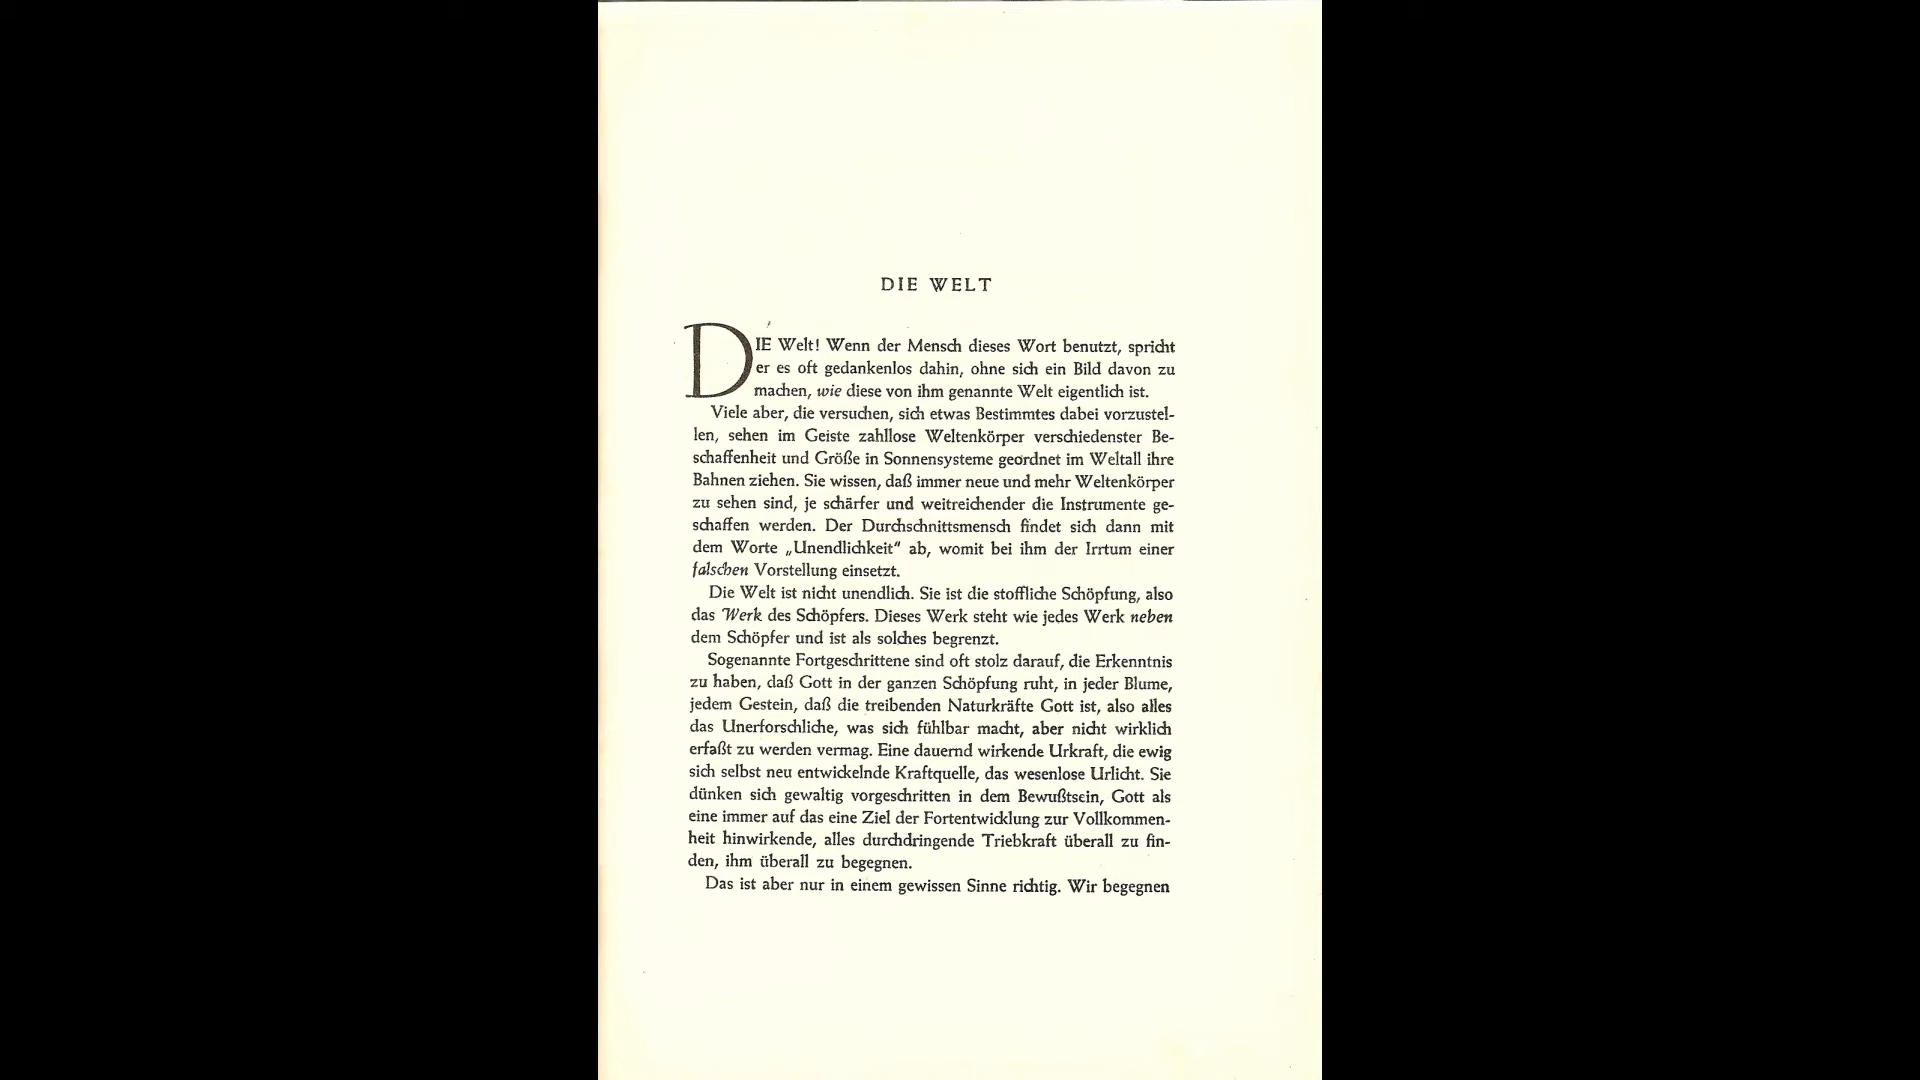 DIE WELT
DIE Welt! Wenn der Mensch dieses Wort benutzt, spricht
er es oft gedankenlos dahin, ohne sich ein Bild davon zu
machen, wie diese von ihm genannte Welt eigentlich ist.
Viele aber, die versuchen, sich etwas Bestimmtes dabei vorzustel-
len, sehen im Geiste zahllose Weltenkörper verschiedenster Be-
schaffenheit und Größe in Sonnensysteme geordnet im Weltall ihre
Bahnen ziehen. Sie wissen, daß immer neue und mehr Weltenkörper
zu sehen sind, je schärfer und weitreichender die Instrumente ge-
schaffen werden. Der Durchschnittsmensch findet sich dann mit
dem Worte „Unendlichkeit“ ab, womit bei ihm der Irrtum einer
falschen Vorstellung einsetzt.
Die Welt ist nicht unendlich. Sie ist die stoffliche Schöpfung, also
das Werk des Schöpfers. Dieses Werk steht wie jedes Werk neben
dem Schöpfer und ist als solches begrenzt.
Sogenannte Fortgeschrittene sind oft stolz darauf, die Erkenntnis
zu haben, daß Gott in der ganzen Schöpfung ruht, in jeder Blume,
jedem Gestein, daß die treibenden Naturkräfte Gott ist, also alles
das Unerforschliche, was sich fühlbar macht, aber nicht wirklich
erfaßt zu werden vermag. Eine dauernd wirkende Urkraft, die ewig
sich selbst neu entwickelnde Kraftquelle, das wesenlose Urlicht. Sie
dünken sich gewaltig vorgeschritten in dem Bewußtsein, Gott als
eine immer auf das eine Ziel der Fortentwicklung zur Vollkommen-
heit hinwirkende, alles durchdringende Triebkraft überall zu fin-
den, ihm überall zu begegnen.
Das ist aber nur in einem gewissen Sinne richtig. Wir begegnen